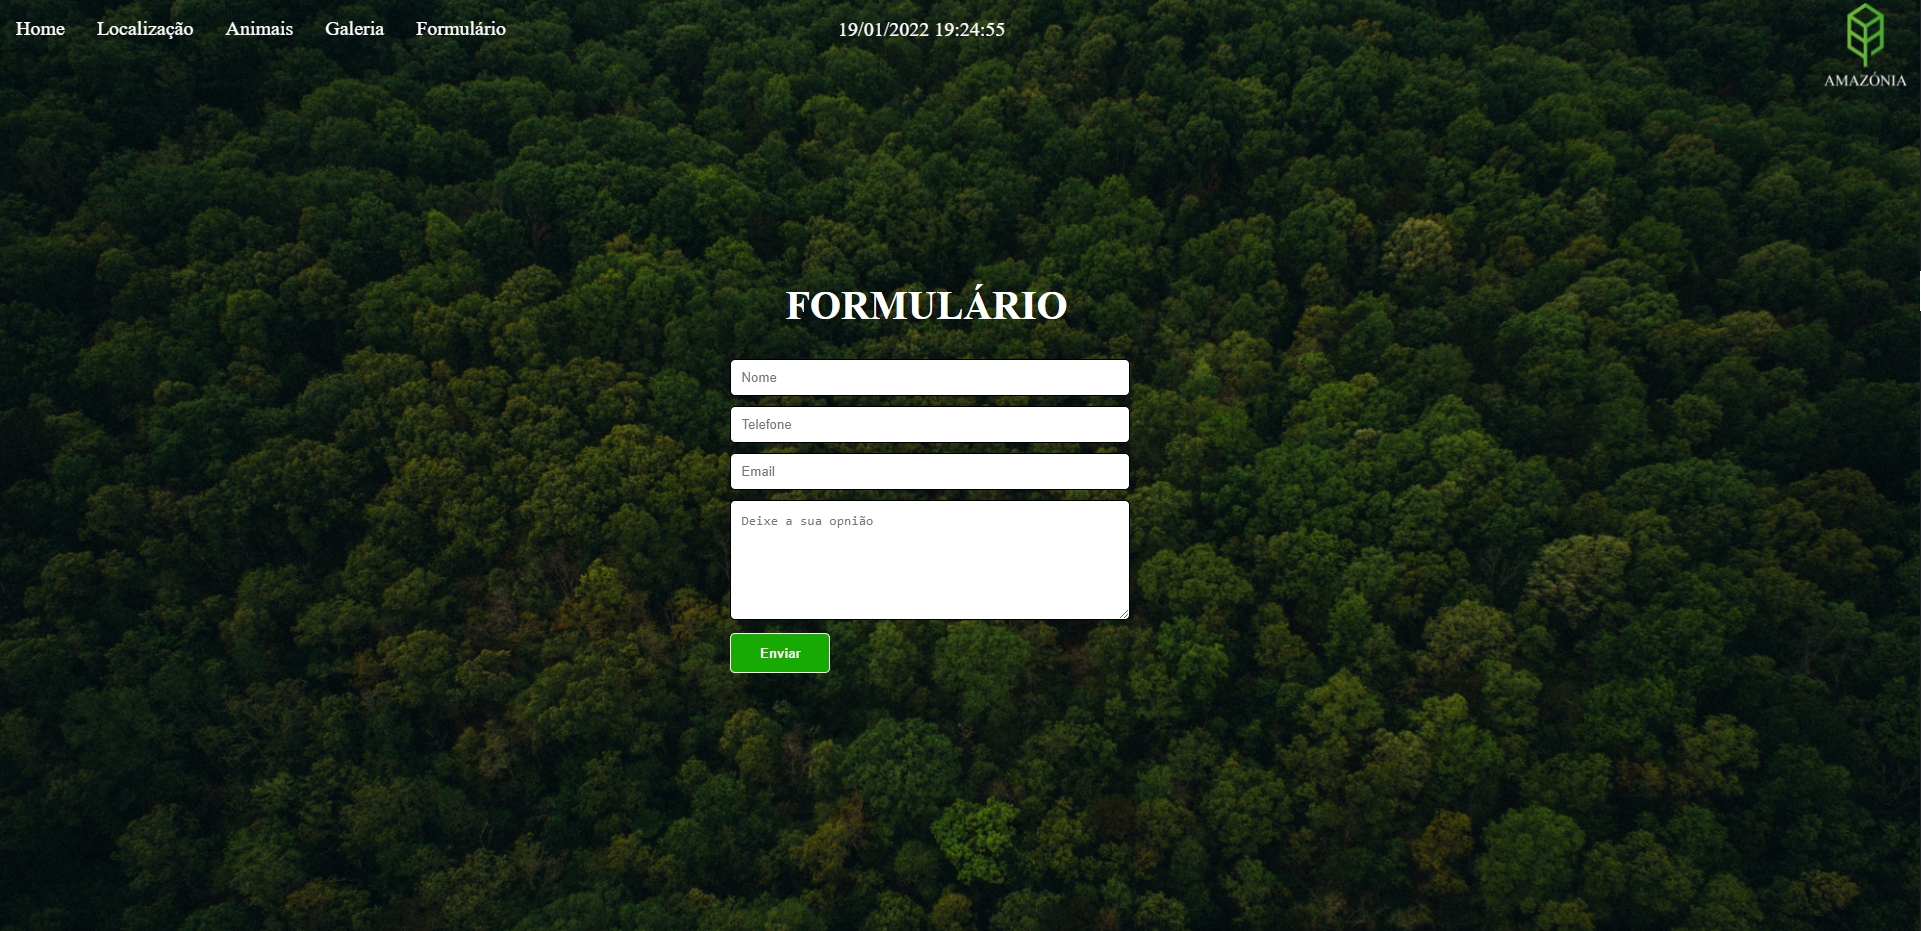 Home Localização Animais Galeria Formulário 19/01/2022 19:24:55
AMAZÓNIA
FORMULÁRIO
Nome
Telefone
Email
Deixe a sua opnião
Enviar